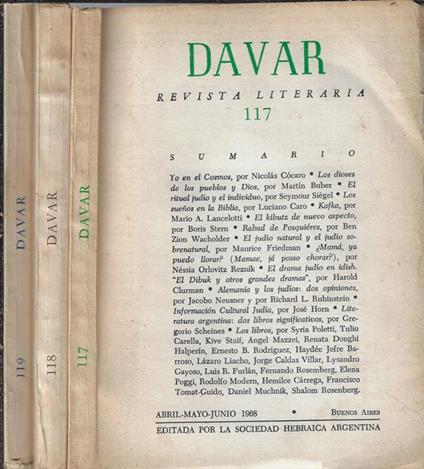 119 DAVAR
118 DAVAR
117 DAVAR
DAVAR
REVISTA LITERARIA
117
SUMARIO
Yo en el Cosmos, por Nicolás Cócaro • Los dioses
de los pueblos y Dios, por Martín Buber • El
ritual judío y el individuo, por Seymour Siègel • Los
sueños en la Biblia, por Luciano Caro • Kafka, por
Mario A. Lancelotti • El kibutz de nuevo aspecto,
por Boris Stern • Rabad de Posquiéres, por Ben
Zion Wacholder • El judío natural y el judío so-
brenatural, por Maurice Friedman • ¿Mamá, ya
puedo llorar? (Mamae, já posso chorar?), por
Néssia Orlovitz Reznik • El drama judío en idish.
"El Dibuk y otros grandes dramas", por Harold
Clurman • Alemania y los judíos: dos opiniones,
por Jacobo Neusner y por Richard L. Rubinstein •
Información Cultural Judía, por José Horn • Lite-
ratura argentina: dos libros significativos, por Gre-
gorio Scheines • Los libros, por Syria Poletti, Tulio
Carella, Kive Staif, Ángel Mazzei, Renata Donghi
Halperin, Ernesto B. Rodríguez, Haydée Jofre Ba-
rroso, Lázaro Liacho, Jorge Caldas Villar, Lysandro
Gayoso, Luis R. Furlán, Fernando Rosemberg, Elena
Poggi, Rodolfo Modern, Hemilce Cárrega, Francisco
Tomat-Guido, Daniel Muchnik, Shalom Rosenberg.
ABRIL-MAYO-JUNIO 1968 • BUENOS AIRES
EDITADA POR LA SOCIEDAD HEBRAICA ARGENTINA